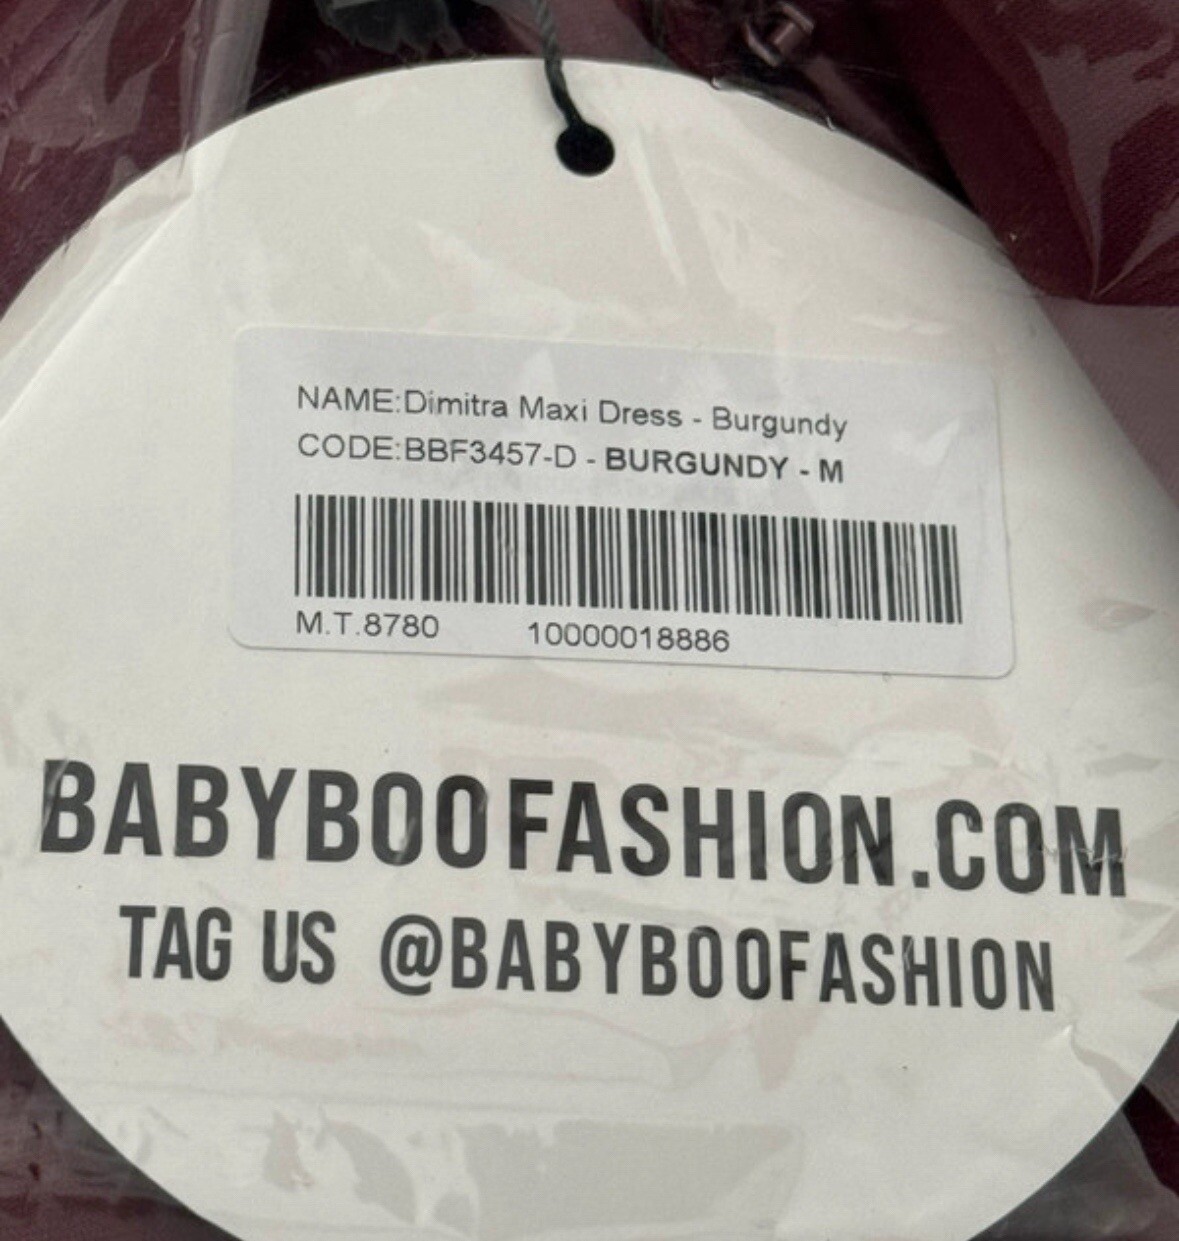 NAME:Dimitra Maxi Dress - Burgundy
CODE:BBF3457-D - BURGUNDY - M
M.T.8780 10000018886
BABYBOOFASHION.COM
TAG US @BABYBOOFASHION